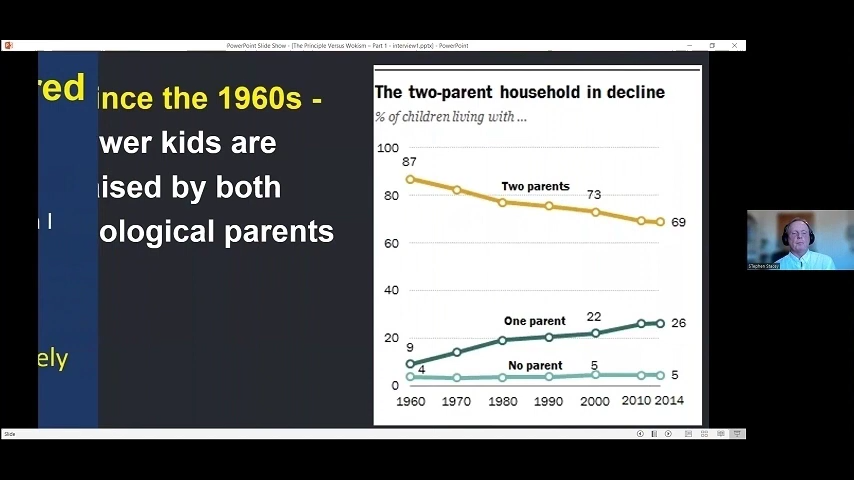 PowerPoint Slide Show - [The Principle Versus Wokism - Part 1 - interview1.pptx] - PowerPoint
red
ince the 1960s -
wer kids are
aised by both
ological parents
n I
ely
The two-parent household in decline
% of children living with ...
100
87
80
Two parents
73
69
60
40
One parent
22
26
20
9
No parent
4
5
5
0
1960 1970 1980 1990 2000 2010 2014
Stephen Stacey
Slide